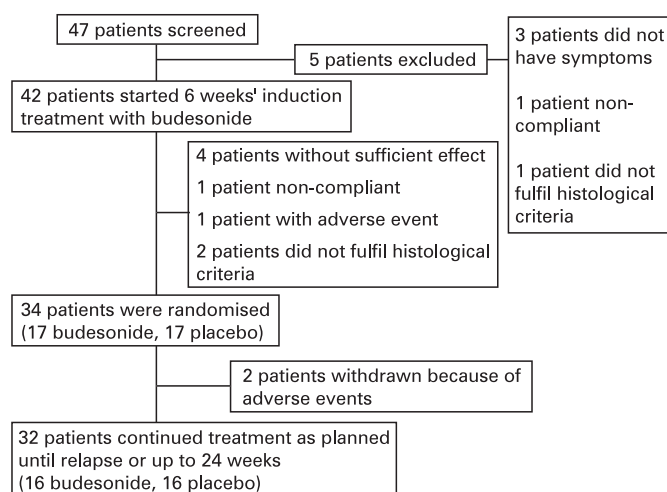 47 patients screened
5 patients excluded
3 patients did not
have symptoms
1 patient non-
compliant
1 patient did not
fulfil histological
criteria
42 patients started 6 weeks' induction
treatment with budesonide
4 patients without sufficient effect
1 patient non-compliant
1 patient with adverse event
2 patients did not fulfil histological
criteria
34 patients were randomised
(17 budesonide, 17 placebo)
2 patients withdrawn because of
adverse events
32 patients continued treatment as planned
until relapse or up to 24 weeks
(16 budesonide, 16 placebo)